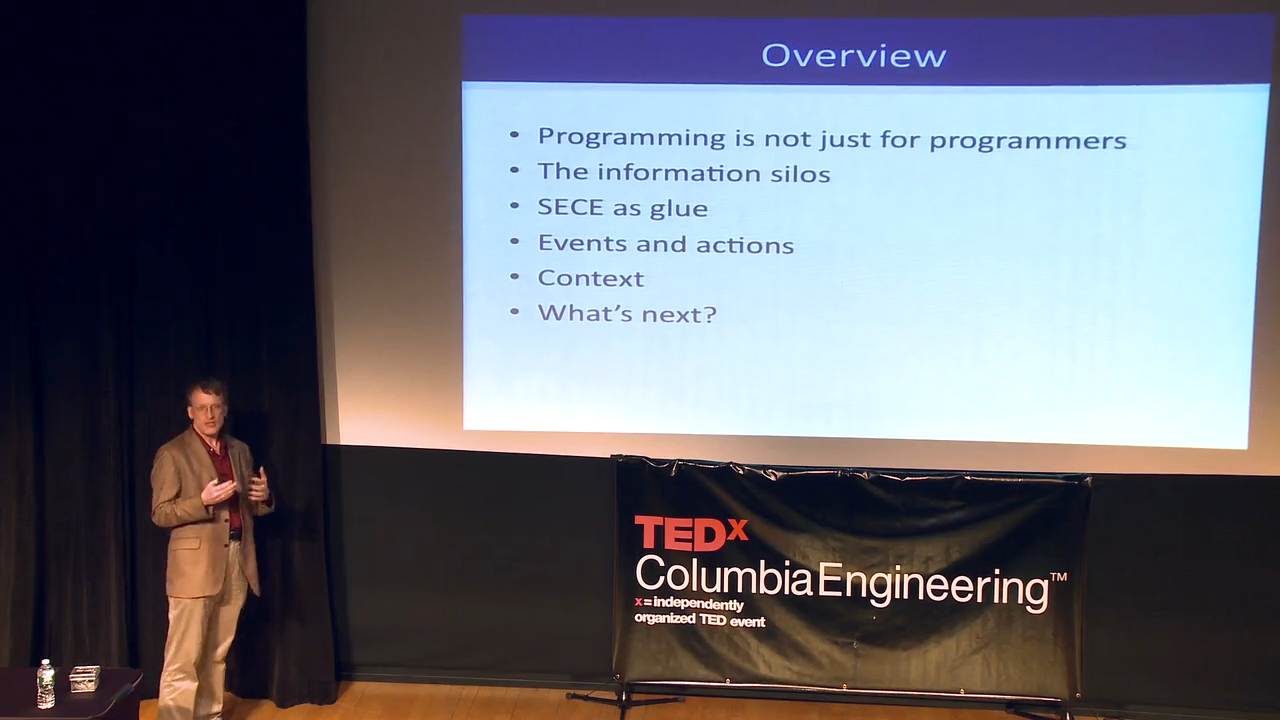 Overview
• Programming is not just for programmers
• The information silos
• SECE as glue
• Events and actions
• Context
• What's next?
TEDx
ColumbiaEngineering™
x=independently
organized TED event